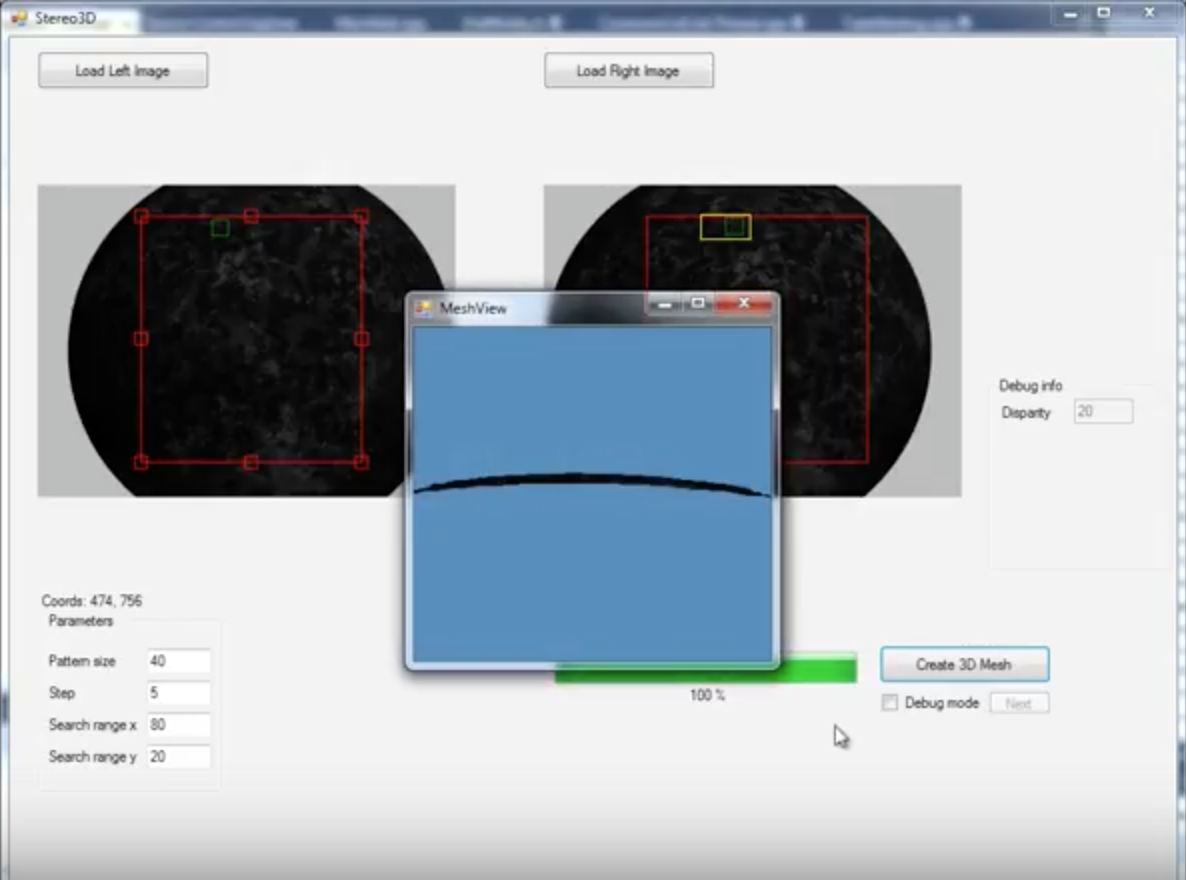 Stereo3D
Load Left Image
Load Right Image
MeshView
Debug info
Disparity 20
Coords: 474, 756
Parameters
Pattern size 40
Step 5
Search range x 80
Search range y 20
100 %
Create 3D Mesh
Debug mode Next